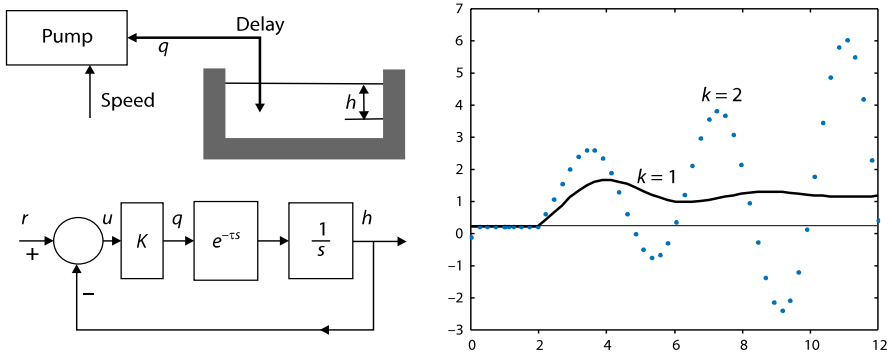 Pump
Delay
q
Speed
h
r
u
q
h
+
K
e^{-τs}
1/s
−
7
6
5
4
3
2
1
0
−1
−2
−3
k = 2
k = 1
0 2 4 6 8 10 12